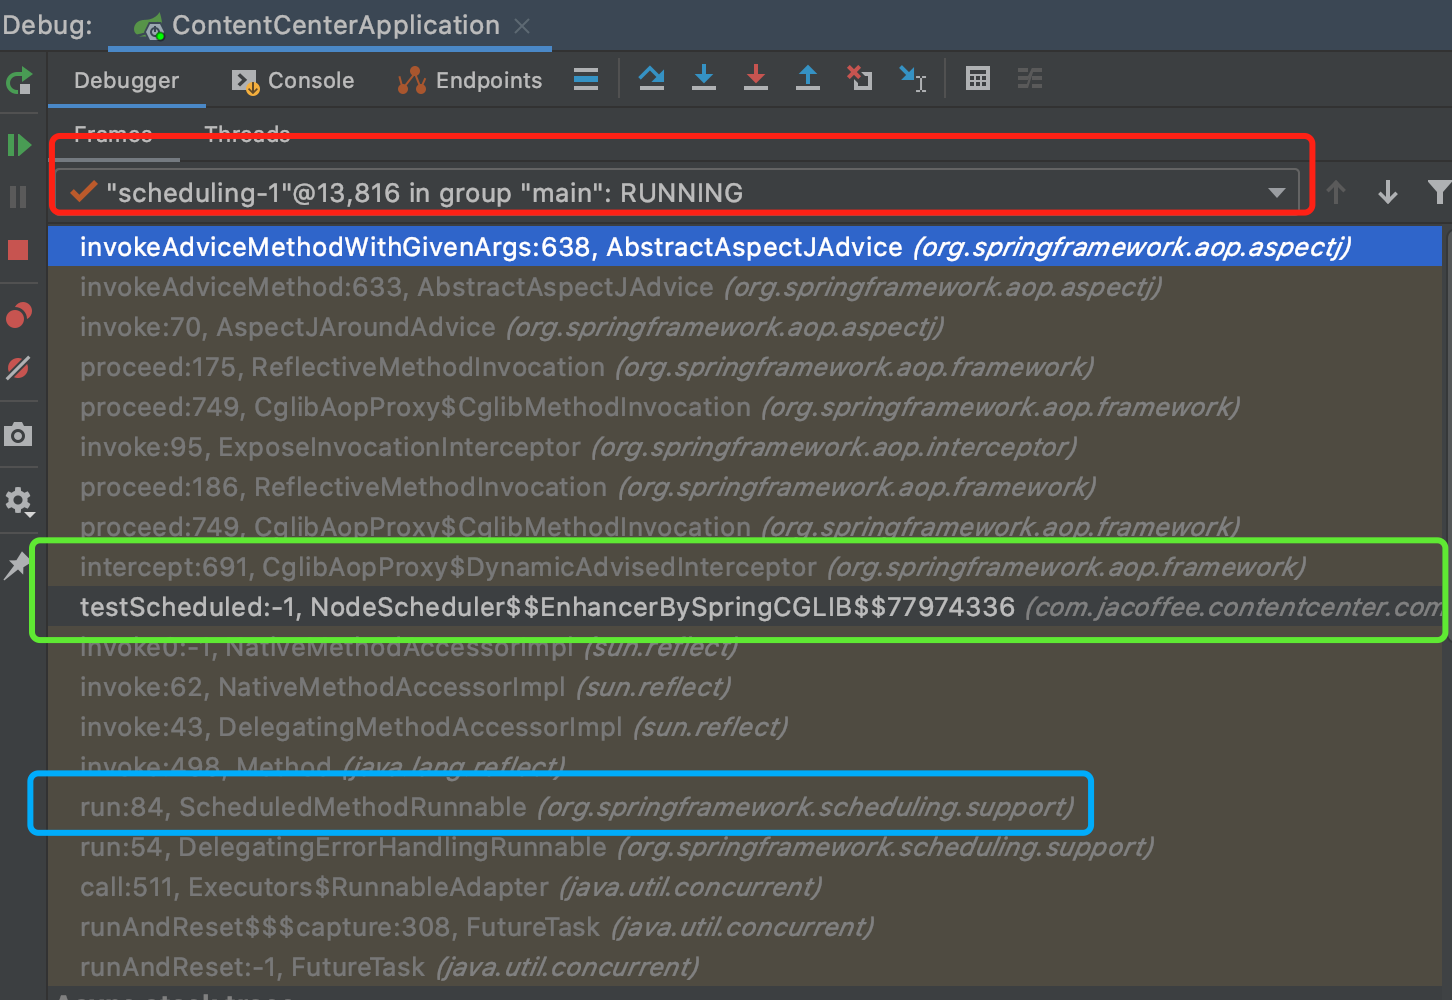 Debug: ContentCenterApplication
Debugger Console Endpoints
Frames Threads
"scheduling-1"@13,816 in group "main": RUNNING
invokeAdviceMethodWithGivenArgs:638, AbstractAspectJAdvice (org.springframework.aop.aspectj)
invokeAdviceMethod:633, AbstractAspectJAdvice (org.springframework.aop.aspectj)
invoke:70, AspectJAroundAdvice (org.springframework.aop.aspectj)
proceed:175, ReflectiveMethodInvocation (org.springframework.aop.framework)
proceed:749, CglibAopProxy$CglibMethodInvocation (org.springframework.aop.framework)
invoke:95, ExposeInvocationInterceptor (org.springframework.aop.interceptor)
proceed:186, ReflectiveMethodInvocation (org.springframework.aop.framework)
proceed:749, CglibAopProxy$CglibMethodInvocation (org.springframework.aop.framework)
intercept:691, CglibAopProxy$DynamicAdvisedInterceptor (org.springframework.aop.framework)
testScheduled:-1, NodeScheduler$$EnhancerBySpringCGLIB$$77974336 (com.jacoffee.contentcenter.com
invoke0:-1, NativeMethodAccessorImpl (sun.reflect)
invoke:62, NativeMethodAccessorImpl (sun.reflect)
invoke:43, DelegatingMethodAccessorImpl (sun.reflect)
invoke:498, Method (java.lang.reflect)
run:84, ScheduledMethodRunnable (org.springframework.scheduling.support)
run:54, DelegatingErrorHandlingRunnable (org.springframework.scheduling.support)
call:511, Executors$RunnableAdapter (java.util.concurrent)
runAndReset$$$capture:308, FutureTask (java.util.concurrent)
runAndReset:-1, FutureTask (java.util.concurrent)
Async stack trace